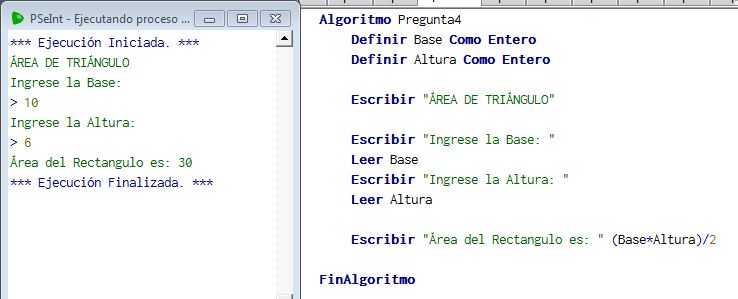 PSeInt - Ejecutando proceso ...
*** Ejecución Iniciada. ***
ÁREA DE TRIÁNGULO
Ingrese la Base:
> 10
Ingrese la Altura:
> 6
Área del Rectangulo es: 30
*** Ejecución Finalizada. ***
Algoritmo Pregunta4
Definir Base Como Entero
Definir Altura Como Entero
Escribir "ÁREA DE TRIÁNGULO"
Escribir "Ingrese la Base: "
Leer Base
Escribir "Ingrese la Altura: "
Leer Altura
Escribir "Área del Rectangulo es: " (Base*Altura)/2
FinAlgoritmo